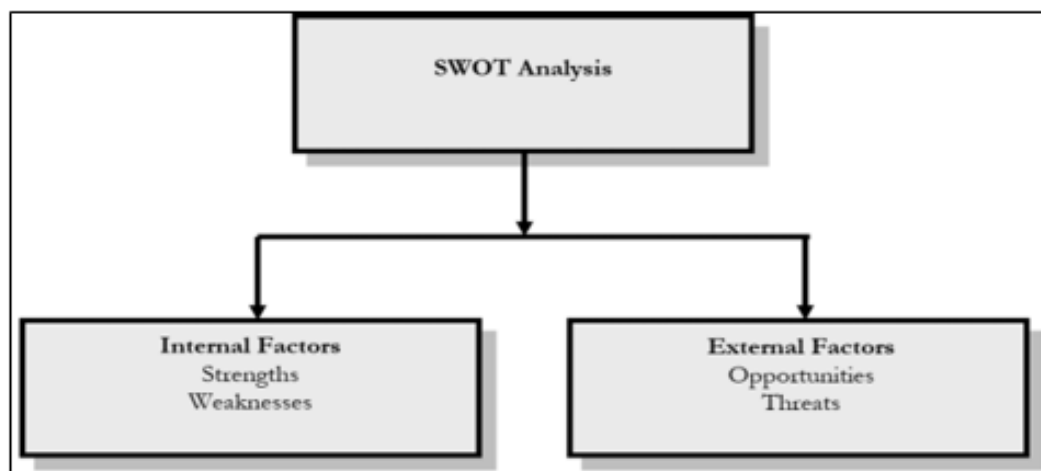 SWOT Analysis
Internal Factors
Strengths
Weaknesses
External Factors
Opportunities
Threats